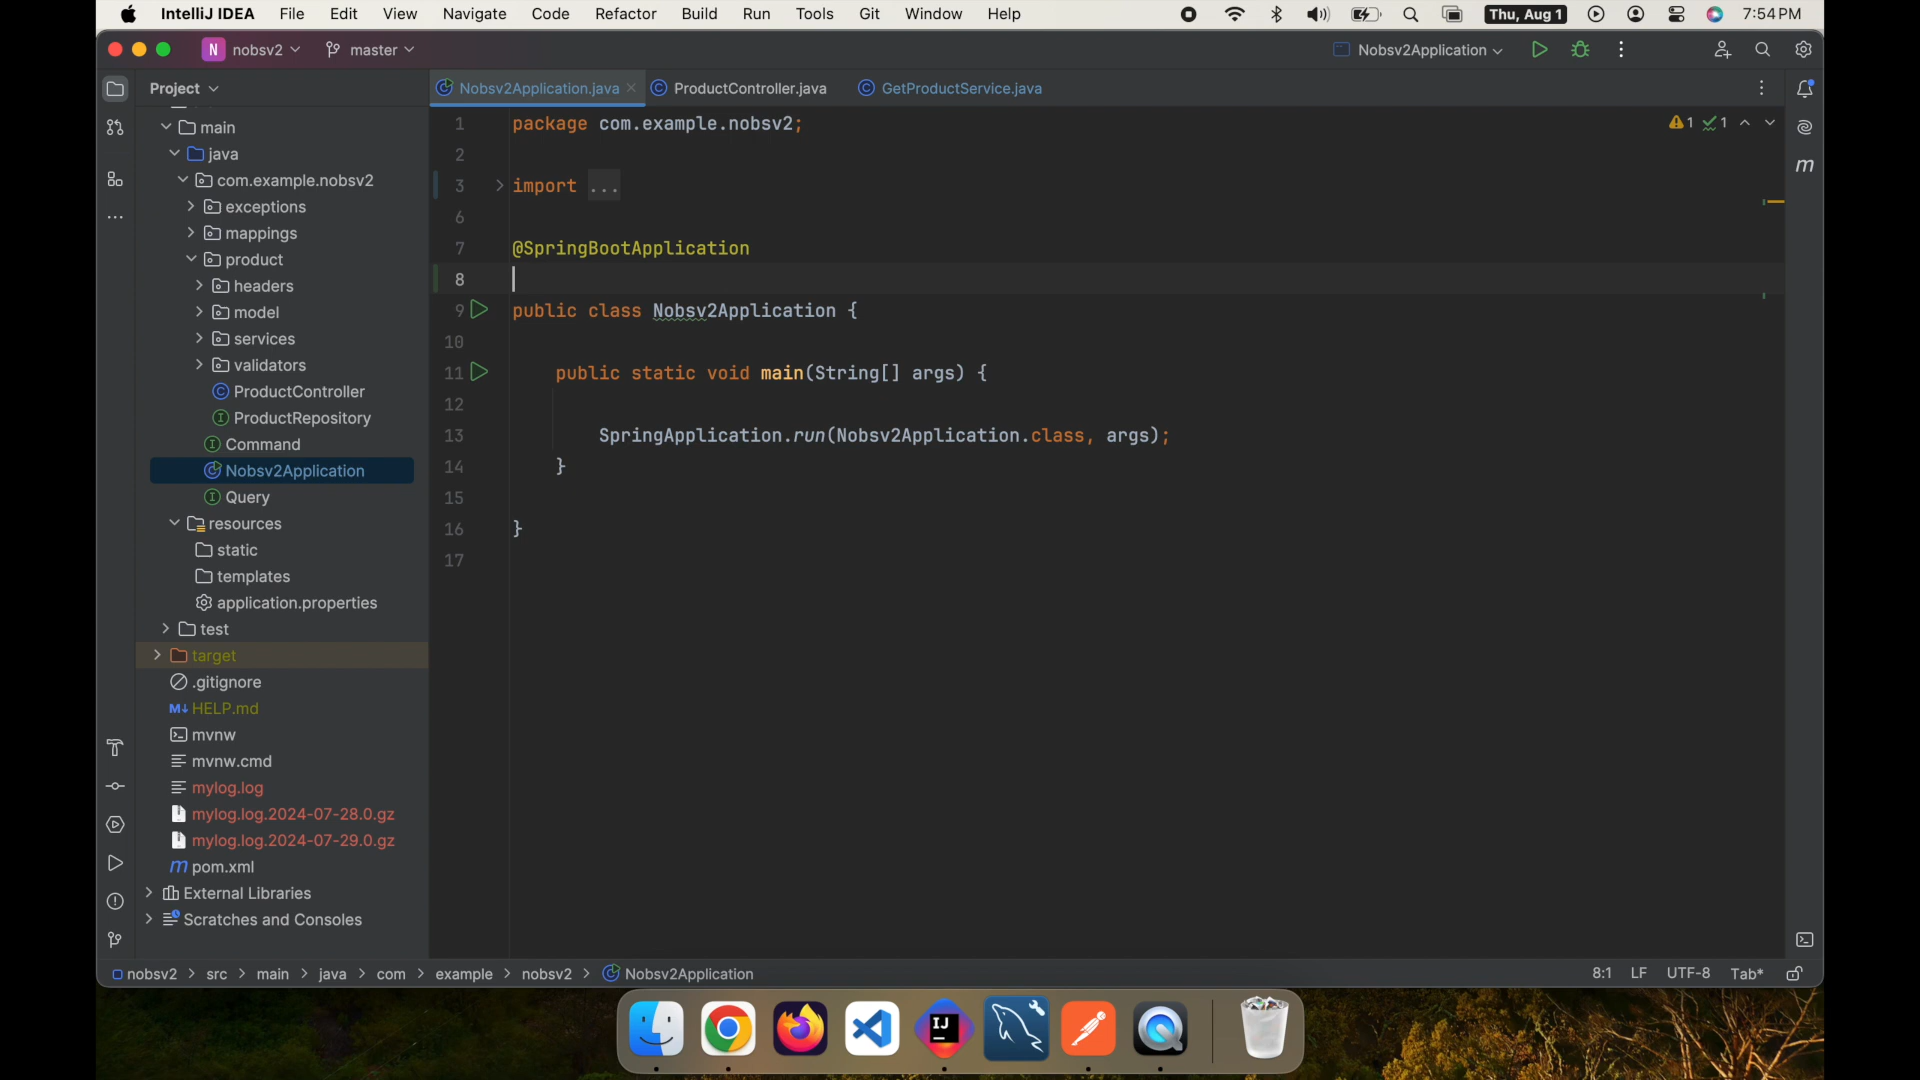 IntelliJ IDEA File Edit View Navigate Code Refactor Build Run Tools Git Window Help Thu, Aug 1 7:54 PM
N nobsv2 master Nobsv2Application
Project
Nobsv2Application.java ProductController.java GetProductService.java
main
java
com.example.nobsv2
exceptions
mappings
product
headers
model
services
validators
ProductController
ProductRepository
Command
Nobsv2Application
Query
resources
static
templates
application.properties
test
target
.gitignore
M↓ HELP.md
mvnw
mvnw.cmd
mylog.log
mylog.log.2024-07-28.0.gz
mylog.log.2024-07-29.0.gz
m pom.xml
External Libraries
Scratches and Consoles
1 package com.example.nobsv2;
2
3 import ...
6
7 @SpringBootApplication
8
9 public class Nobsv2Application {
10
11 public static void main(String[] args) {
12
13 SpringApplication.run(Nobsv2Application.class, args);
14 }
15
16 }
17
1 1
m
nobsv2 > src > main > java > com > example > nobsv2 > Nobsv2Application 8:1 LF UTF-8 Tab*
IJ